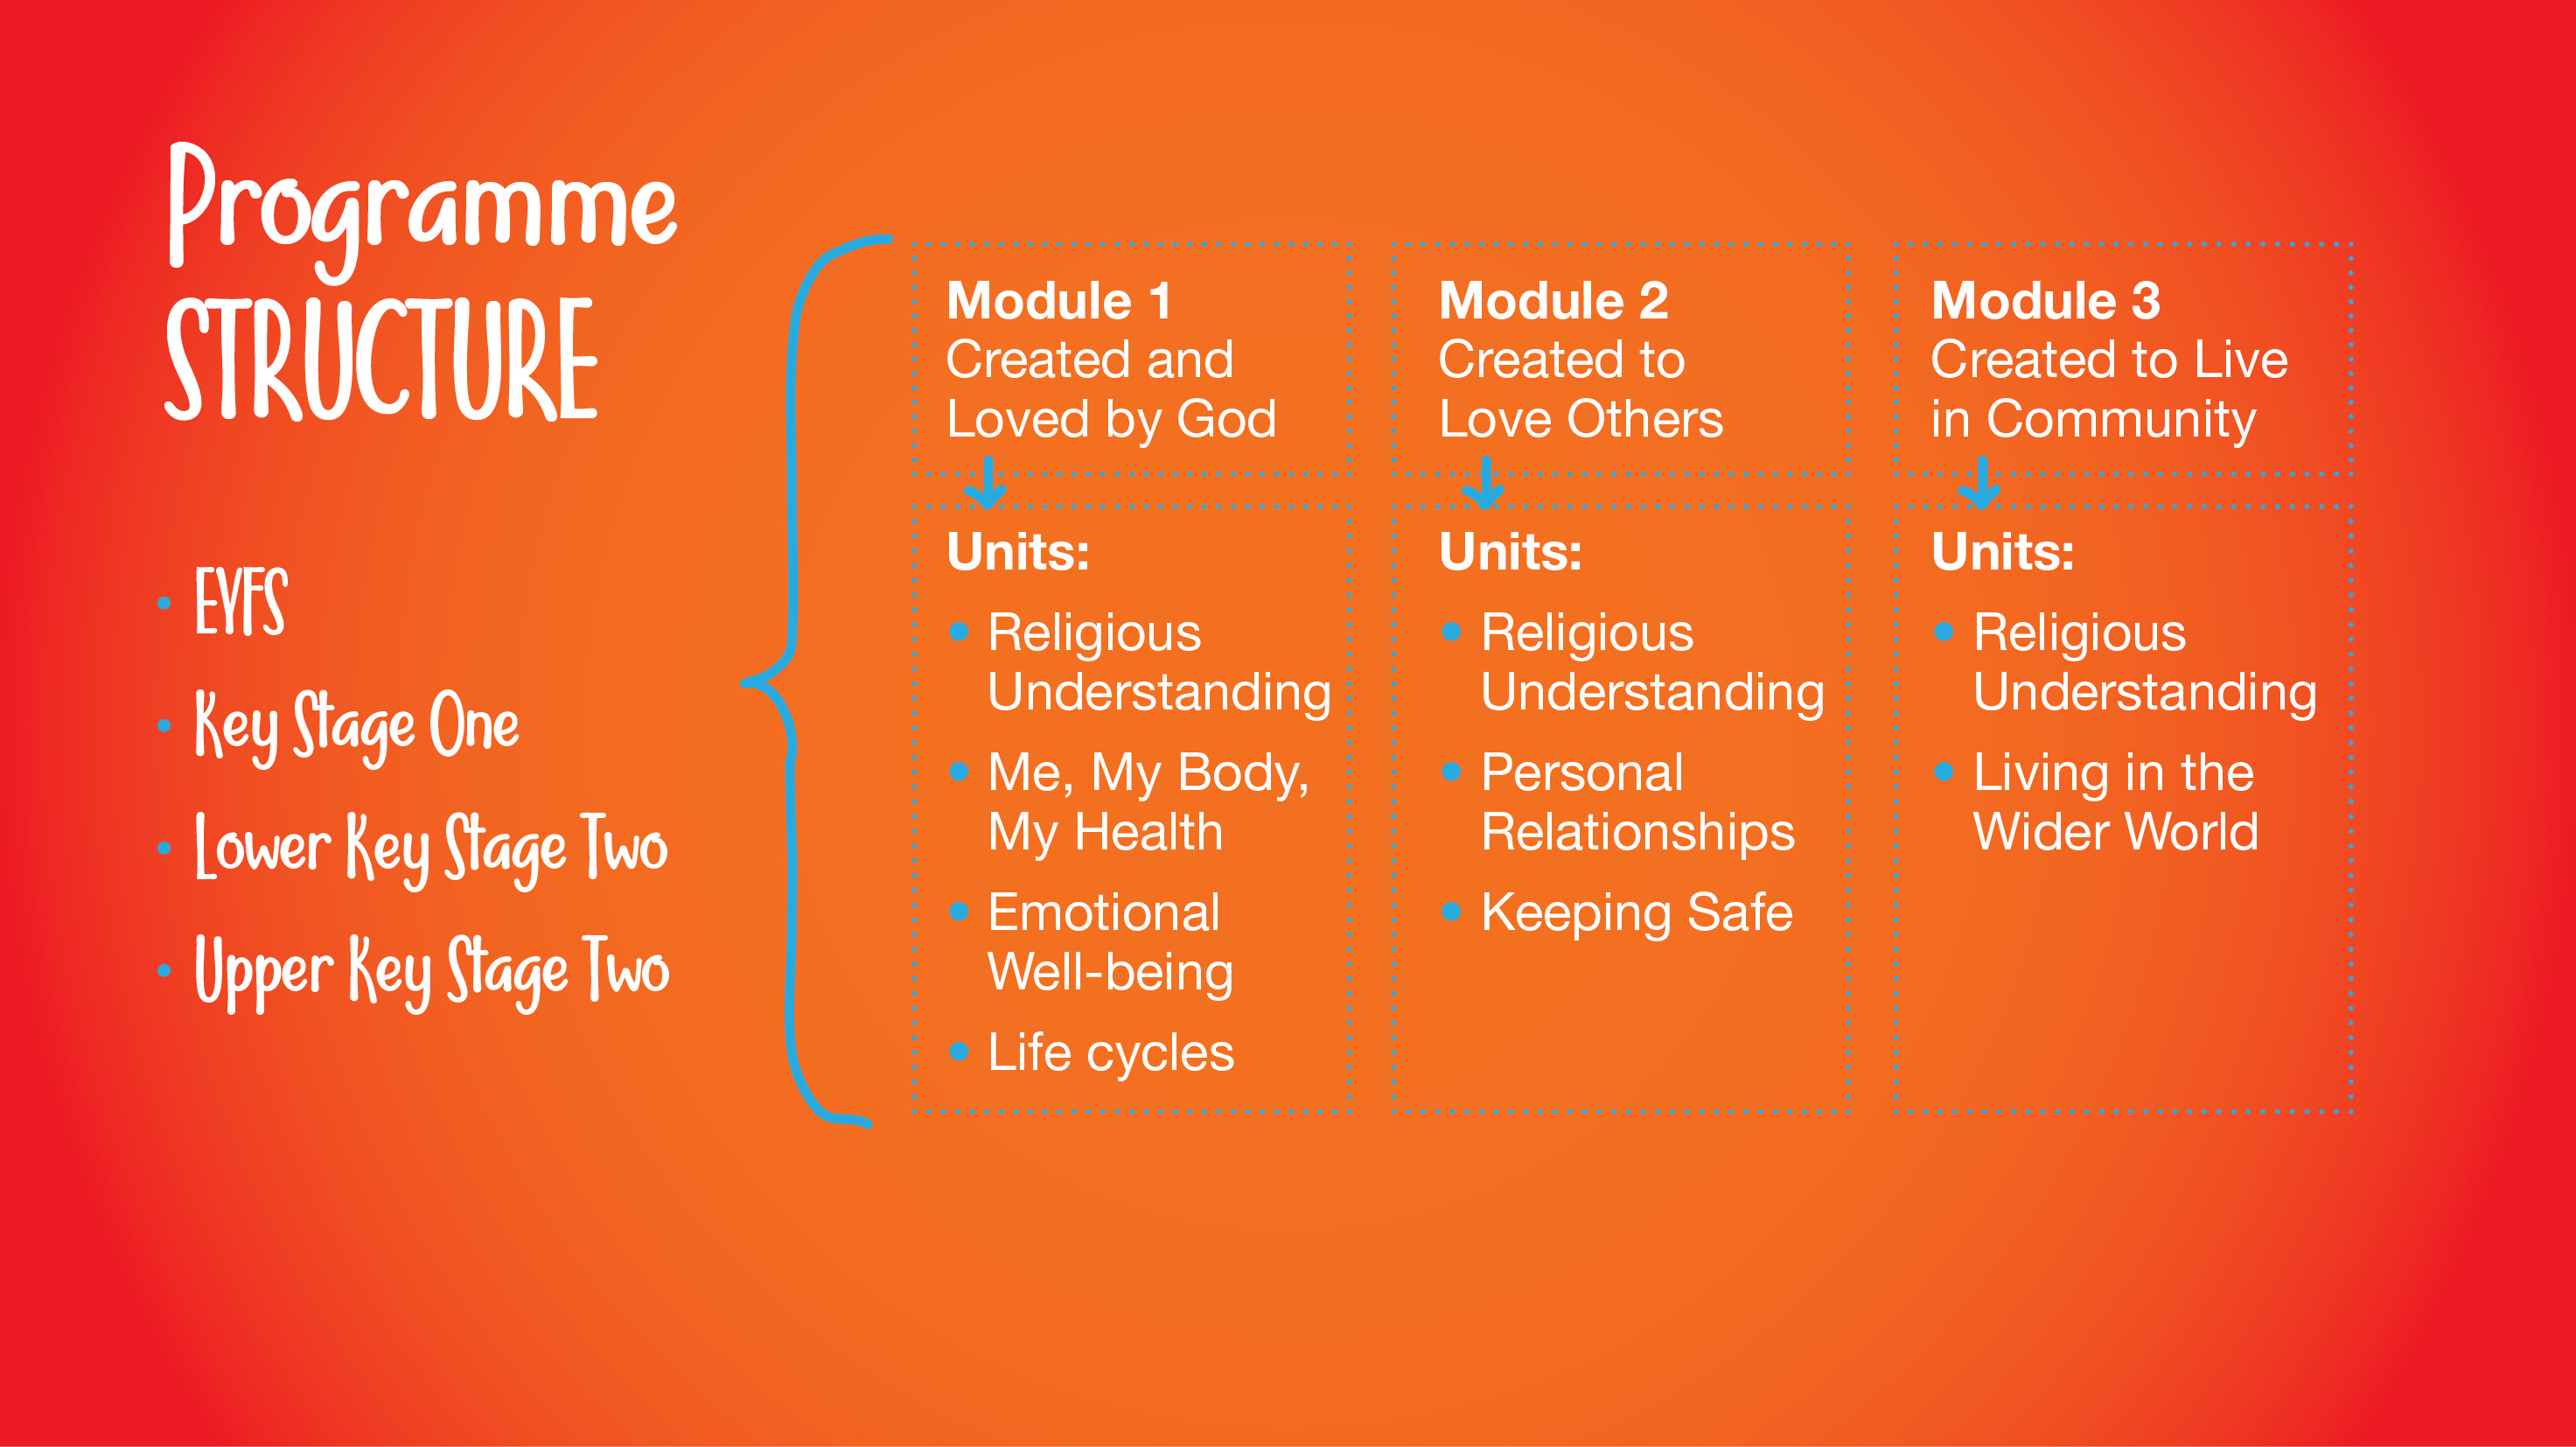 Programme
STRUCTURE
• EYFS
• Key Stage One
• Lower Key Stage Two
• Upper Key Stage Two
Module 1
Created and
Loved by God
Units:
• Religious
Understanding
• Me, My Body,
My Health
• Emotional
Well-being
• Life cycles
Module 2
Created to
Love Others
Units:
• Religious
Understanding
• Personal
Relationships
• Keeping Safe
Module 3
Created to Live
in Community
Units:
• Religious
Understanding
• Living in the
Wider World